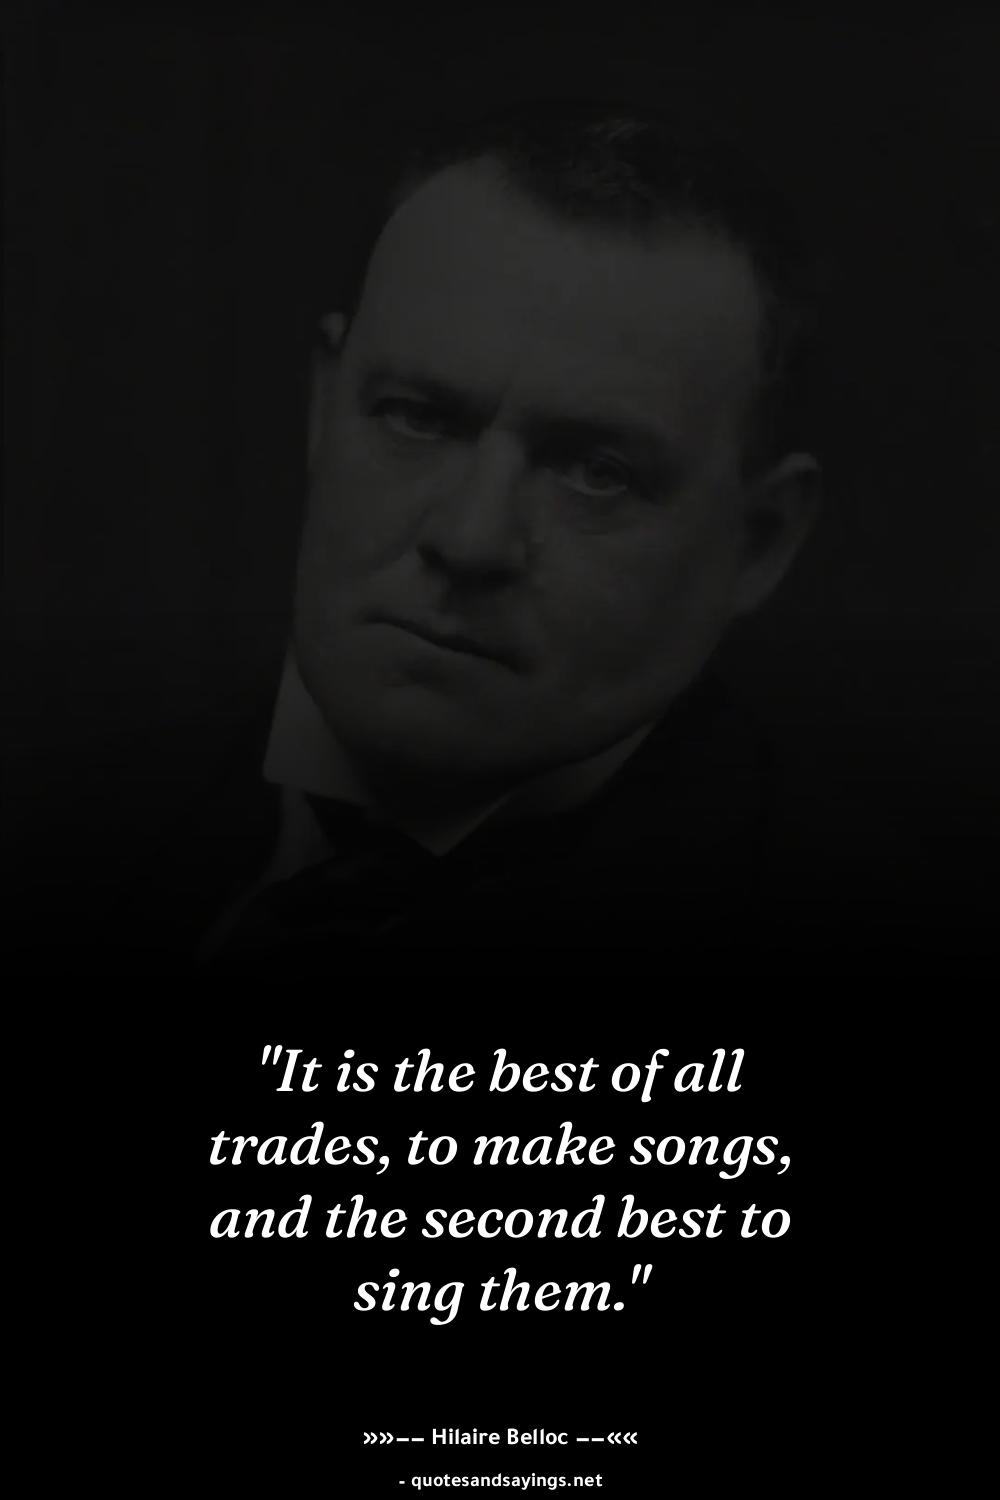 "It is the best of all
trades, to make songs,
and the second best to
sing them."
»»−− Hilaire Belloc −−««
- quotesandsayings.net